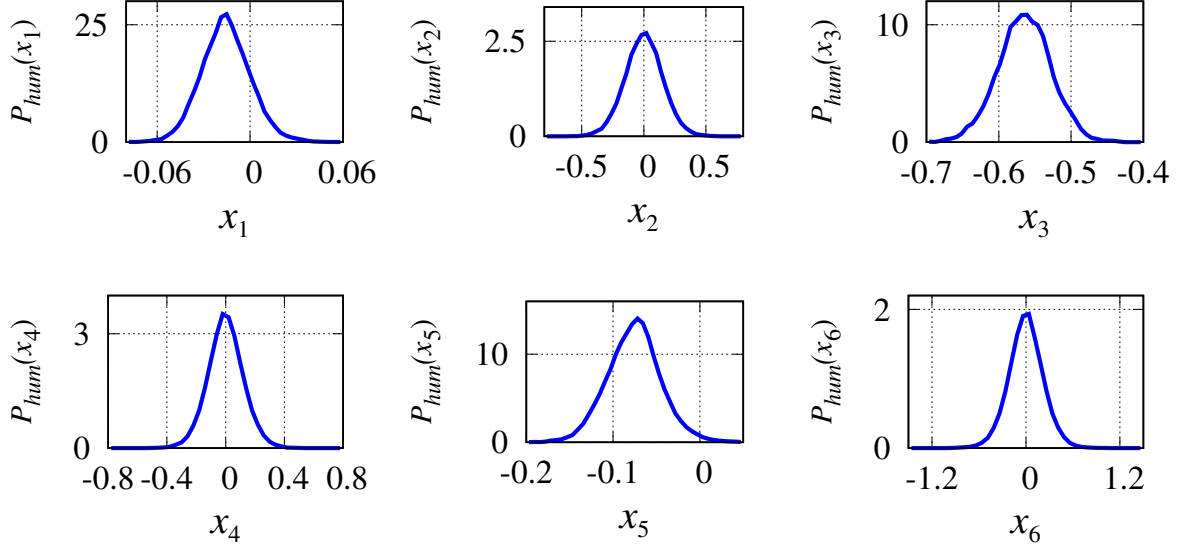 P_hum(x_1)
25
0
-0.06 0 0.06
x_1
P_hum(x_2)
2.5
0
-0.5 0 0.5
x_2
P_hum(x_3)
10
0
-0.7 -0.6 -0.5 -0.4
x_3
P_hum(x_4)
3
0
-0.8 -0.4 0 0.4 0.8
x_4
P_hum(x_5)
10
0
-0.2 -0.1 0
x_5
P_hum(x_6)
2
0
-1.2 0 1.2
x_6